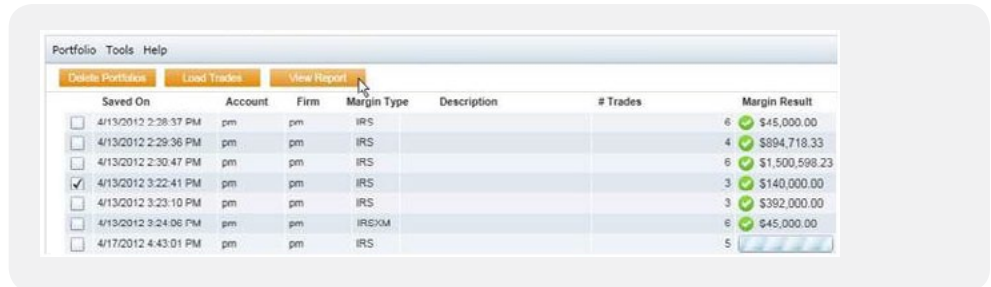 Portfolio Tools Help
Delete Portfolios Load Trades View Report
Saved On Account Firm Margin Type Description # Trades Margin Result
4/13/2012 2:28:37 PM pm pm IRS 6 $45,000.00
4/13/2012 2:29:36 PM pm pm IRS 4 $894,718.33
4/13/2012 2:30:47 PM pm pm IRS 6 $1,500,598.23
4/13/2012 3:22:41 PM pm pm IRS 3 $140,000.00
4/13/2012 3:23:10 PM pm pm IRS 3 $392,000.00
4/13/2012 3:24:06 PM pm pm IRSXM 6 $45,000.00
4/17/2012 4:43:01 PM pm pm IRS 5